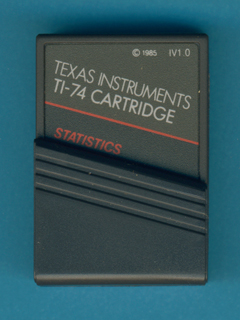 © 1985 IV1.0
TEXAS INSTRUMENTS
TI-74 CARTRIDGE
STATISTICS